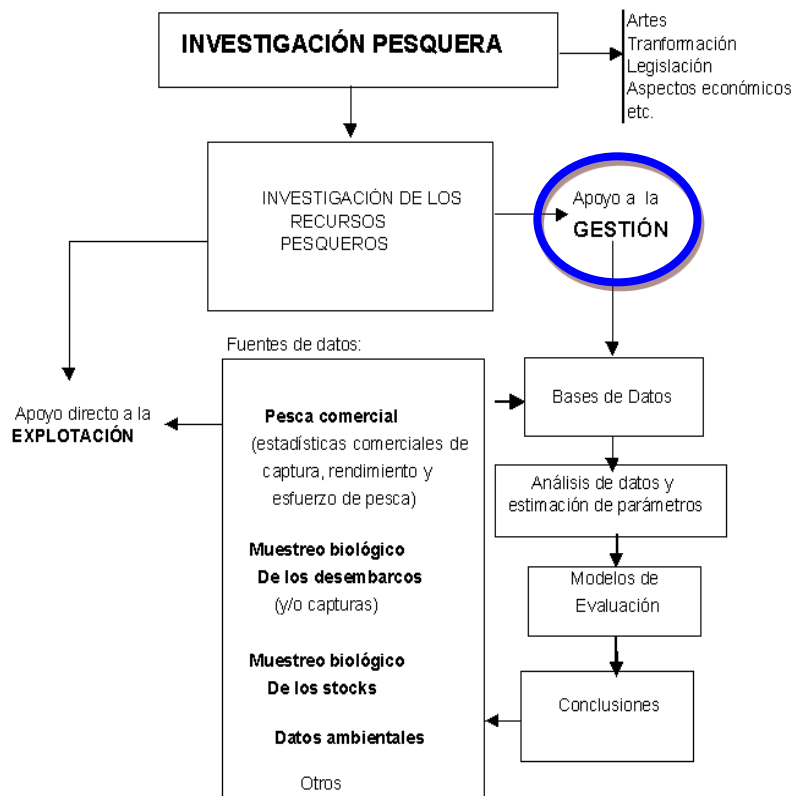 INVESTIGACIÓN PESQUERA
Artes
Tranformación
Legislación
Aspectos económicos
etc.
INVESTIGACIÓN DE LOS
RECURSOS
PESQUEROS
Apoyo a la
GESTIÓN
Fuentes de datos:
Apoyo directo a la
EXPLOTACIÓN
Pesca comercial
(estadísticas comerciales de
captura, rendimiento y
esfuerzo de pesca)
Muestreo biológico
De los desembarcos
(y/o capturas)
Muestreo biológico
De los stocks
Datos ambientales
Otros
Bases de Datos
Análisis de datos y
estimación de parámetros
Modelos de
Evaluación
Conclusiones